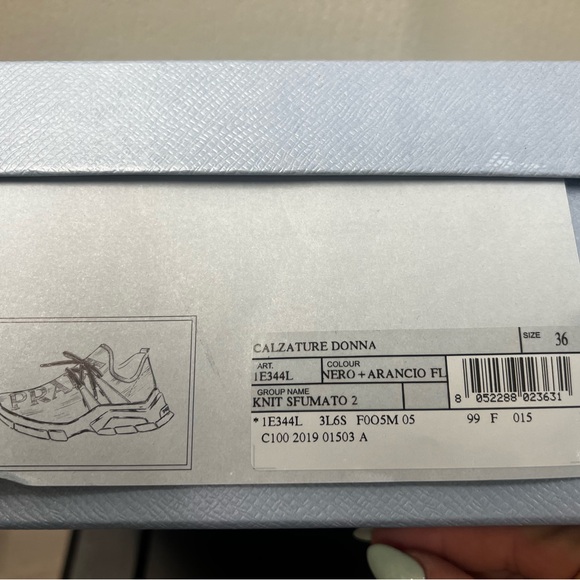 PRADA
CALZATURE DONNA
SIZE 36
ART.
1E344L
COLOUR
NERO + ARANCIO FL
GROUP NAME
KNIT SFUMATO 2
8 052288 023631
*1E344L 3L6S F0O5M 05 99 F 015
C100 2019 01503 A